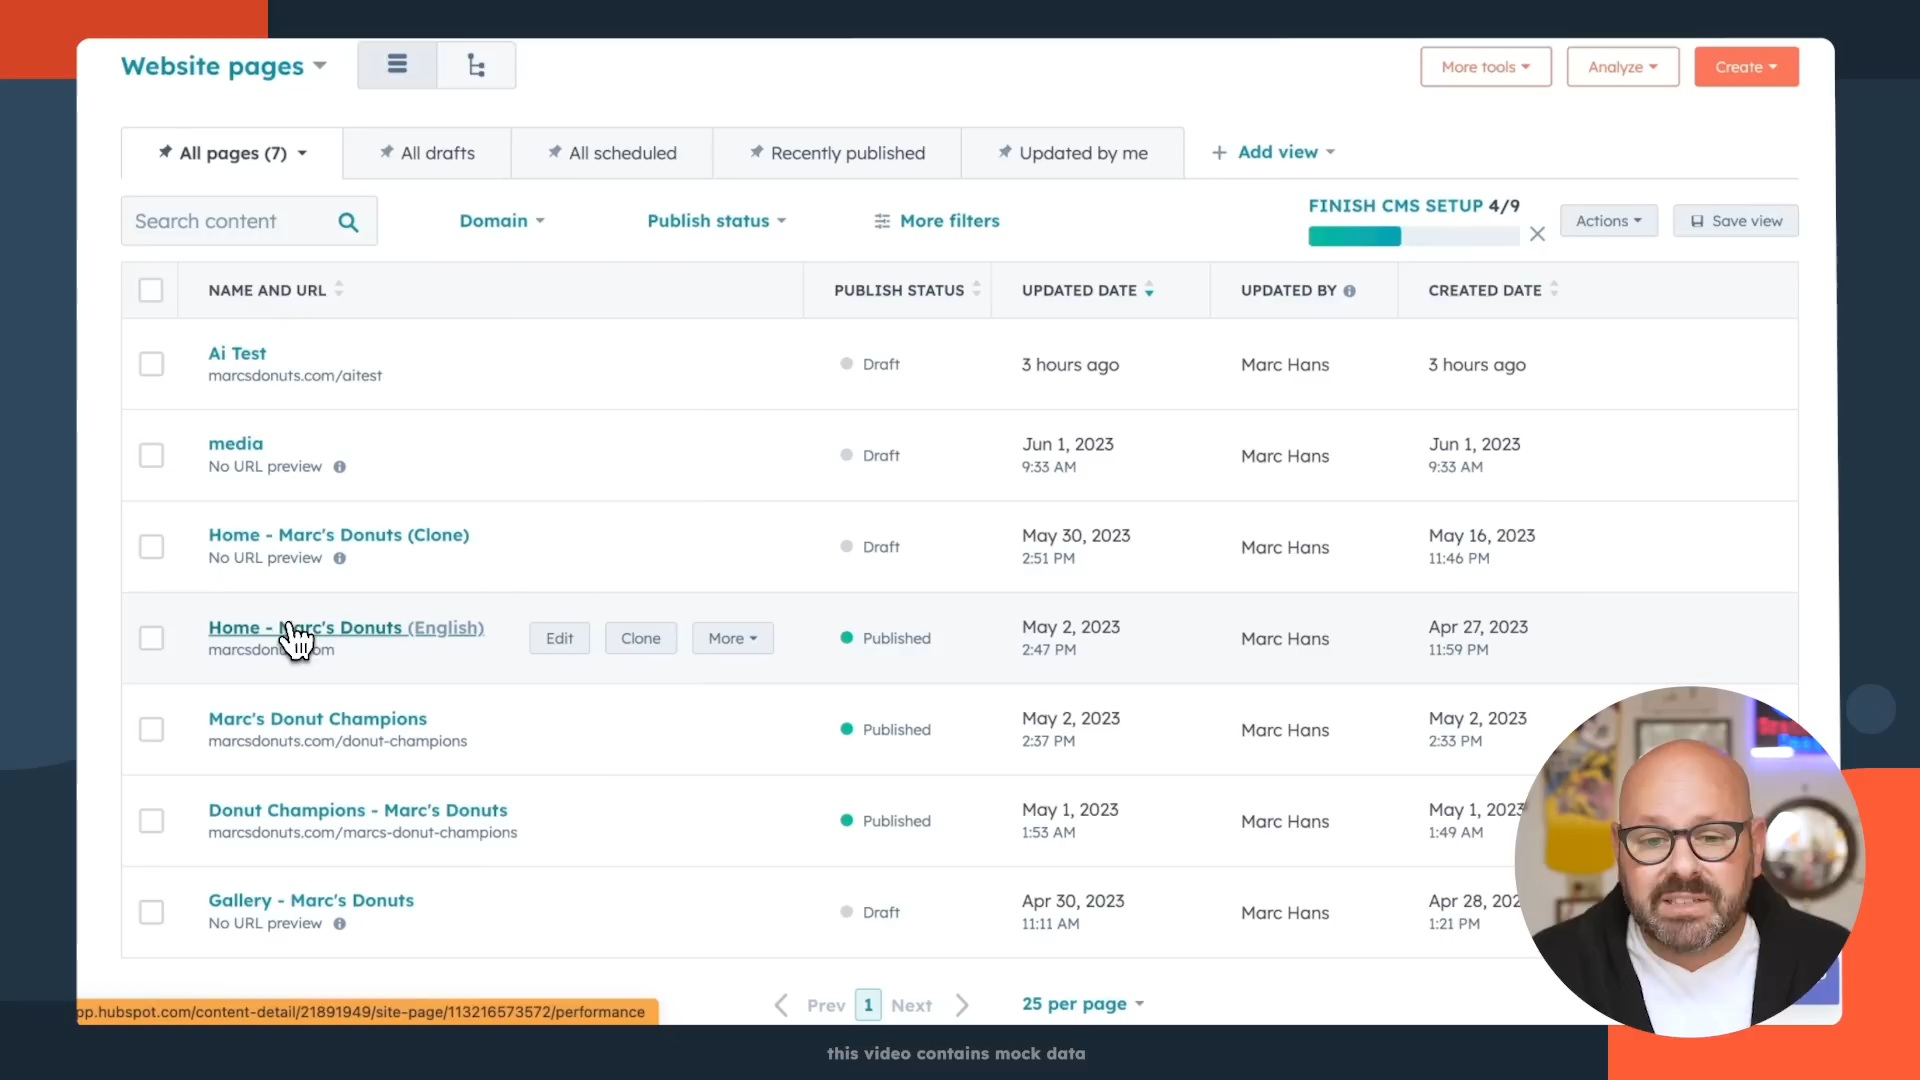 Website pages
More tools
Analyze
Create
All pages (7)
All drafts
All scheduled
Recently published
Updated by me
+ Add view
Search content
Domain
Publish status
More filters
FINISH CMS SETUP 4/9
Actions
Save view
NAME AND URL
PUBLISH STATUS
UPDATED DATE
UPDATED BY
CREATED DATE
Ai Test
marcsdonuts.com/aitest
Draft
3 hours ago
Marc Hans
3 hours ago
media
No URL preview
Draft
Jun 1, 2023
9:33 AM
Marc Hans
Jun 1, 2023
9:33 AM
Home - Marc's Donuts (Clone)
No URL preview
Draft
May 30, 2023
2:51 PM
Marc Hans
May 16, 2023
11:46 PM
Home - Marc's Donuts (English)
marcsdonuts.com
Edit
Clone
More
Published
May 2, 2023
2:47 PM
Marc Hans
Apr 27, 2023
11:59 PM
Marc's Donut Champions
marcsdonuts.com/donut-champions
Published
May 2, 2023
2:37 PM
Marc Hans
May 2, 2023
2:33 PM
Donut Champions - Marc's Donuts
marcsdonuts.com/marcs-donut-champions
Published
May 1, 2023
1:53 AM
Marc Hans
May 1, 2023
1:49 AM
Gallery - Marc's Donuts
No URL preview
Draft
Apr 30, 2023
11:11 AM
Marc Hans
Apr 28, 202
1:21 PM
pp.hubspot.com/content-detail/21891949/site-page/113216573572/performance
Prev
1
Next
25 per page
this video contains mock data